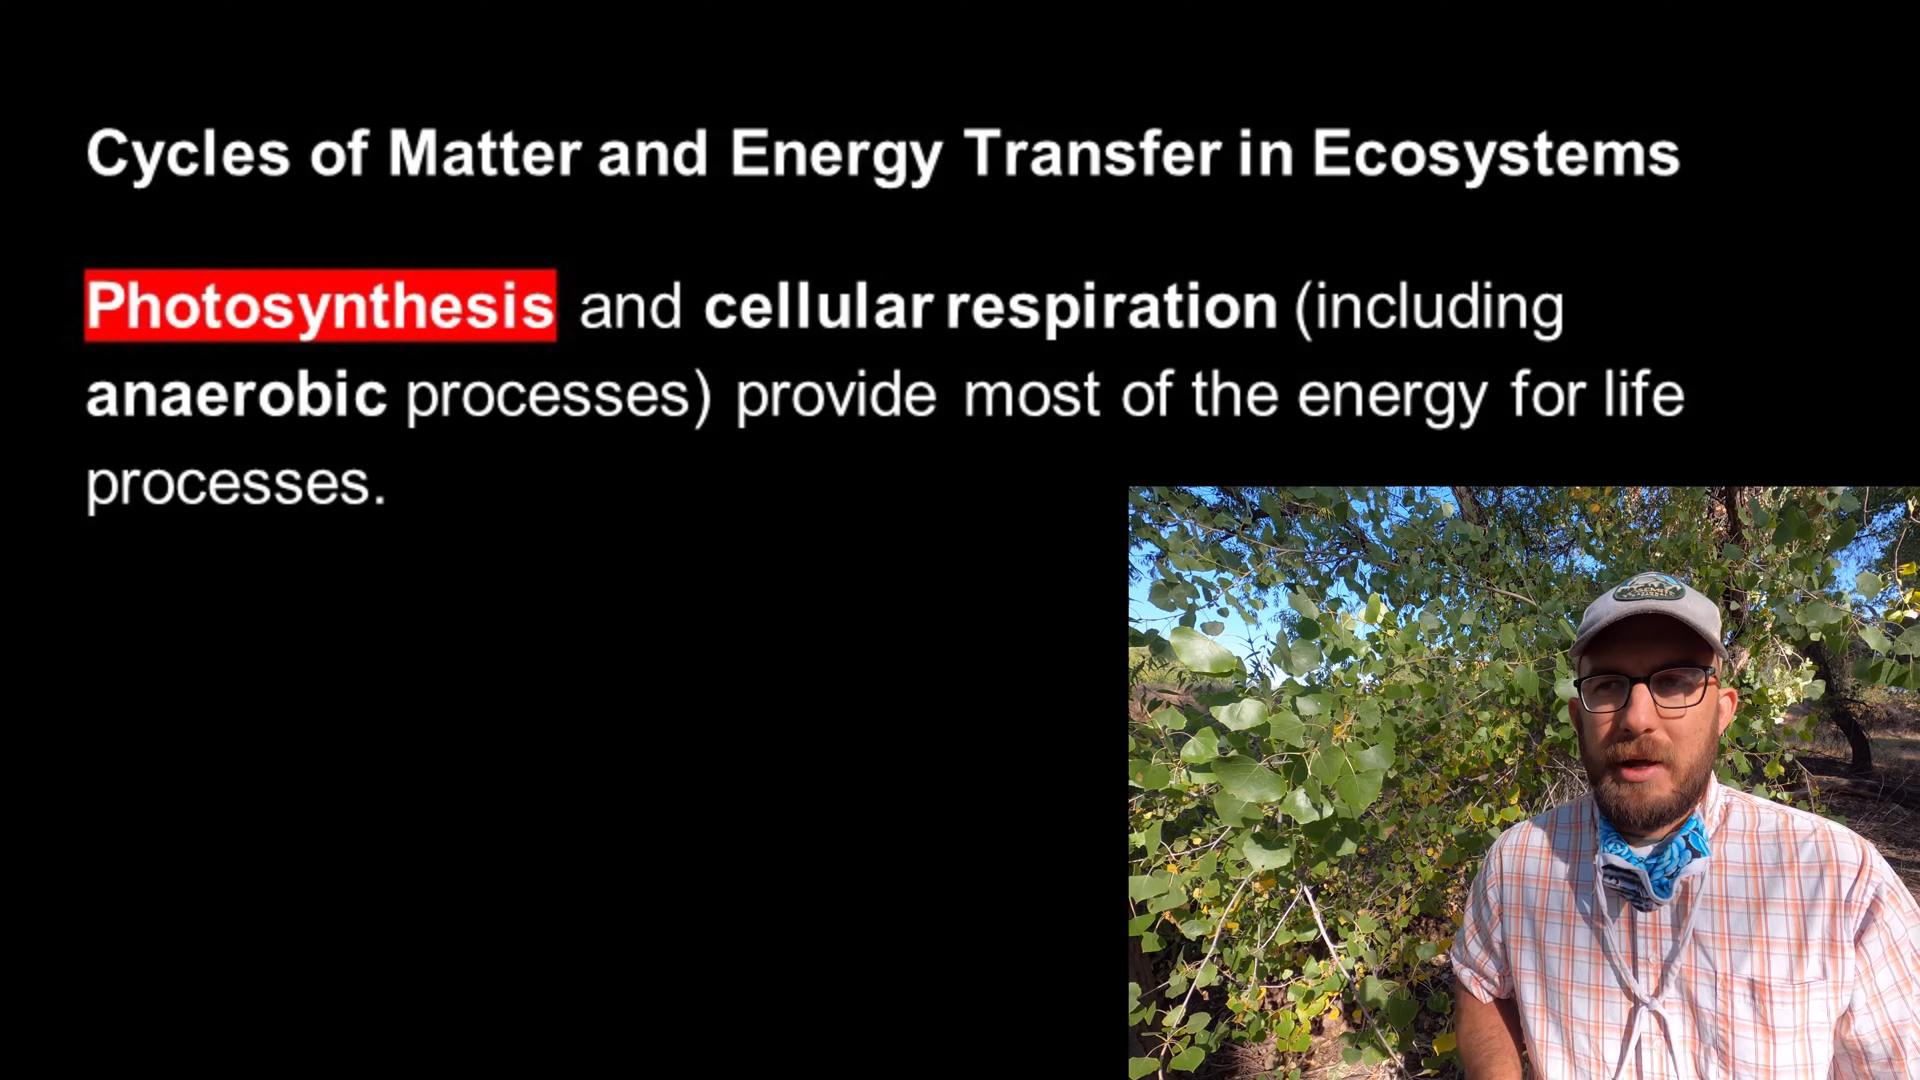 Cycles of Matter and Energy Transfer in Ecosystems
Photosynthesis and cellular respiration (including
anaerobic processes) provide most of the energy for life
processes.